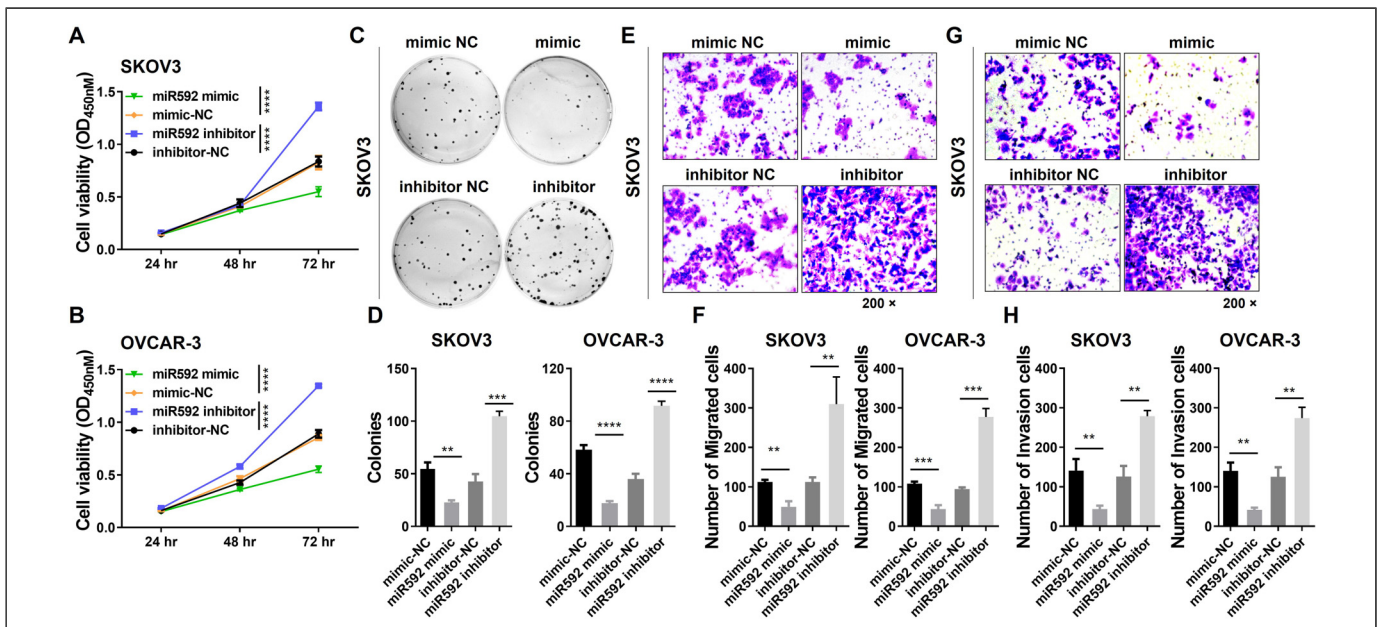 A
SKOV3
Cell viability (OD450nM)
1.5
1.0
0.5
0.0
24 hr 48 hr 72 hr
miR592 mimic
mimic-NC
miR592 inhibitor
inhibitor-NC
****
****
B
OVCAR-3
Cell viability (OD450nM)
1.5
1.0
0.5
0.0
24 hr 48 hr 72 hr
miR592 mimic
mimic-NC
miR592 inhibitor
inhibitor-NC
****
****
C
SKOV3
mimic NC mimic
inhibitor NC inhibitor
D
SKOV3
Colonies
150
100
50
0
**
***
mimic-NC
miR592 mimic
inhibitor-NC
miR592 inhibitor
OVCAR-3
Colonies
150
100
50
0
****
****
mimic-NC
miR592 mimic
inhibitor-NC
miR592 inhibitor
E
SKOV3
mimic NC mimic
inhibitor NC inhibitor
200 ×
F
SKOV3
Number of Migrated cells
400
300
200
100
0
**
**
mimic-NC
miR592 mimic
inhibitor-NC
miR592 inhibitor
OVCAR-3
Number of Migrated cells
400
300
200
100
0
***
***
mimic-NC
miR592 mimic
inhibitor-NC
miR592 inhibitor
G
SKOV3
mimic NC mimic
inhibitor NC inhibitor
200 ×
H
SKOV3
Number of Invasion cells
400
300
200
100
0
**
**
mimic-NC
miR592 mimic
inhibitor-NC
miR592 inhibitor
OVCAR-3
Number of Invasion cells
400
300
200
100
0
**
**
mimic-NC
miR592 mimic
inhibitor-NC
miR592 inhibitor